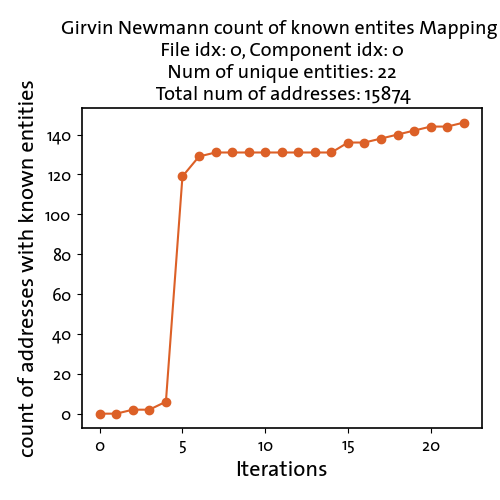 Girvin Newmann count of known entites Mapping
File idx: 0, Component idx: 0
Num of unique entities: 22
Total num of addresses: 15874
count of addresses with known entities
140
120
100
80
60
40
20
0
0 5 10 15 20
Iterations